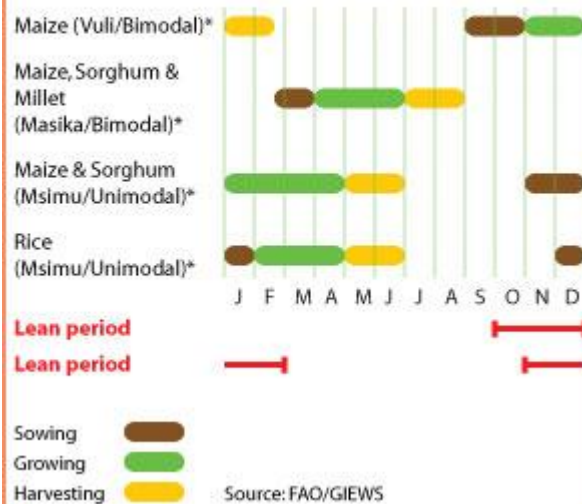 Maize (Vuli/Bimodal)*
Maize, Sorghum &
Millet
(Masika/Bimodal)*
Maize & Sorghum
(Msimu/Unimodal)*
Rice
(Msimu/Unimodal)*
J F M A M J J A S O N D
Lean period
Lean period
Sowing
Growing
Harvesting
Source: FAO/GIEWS